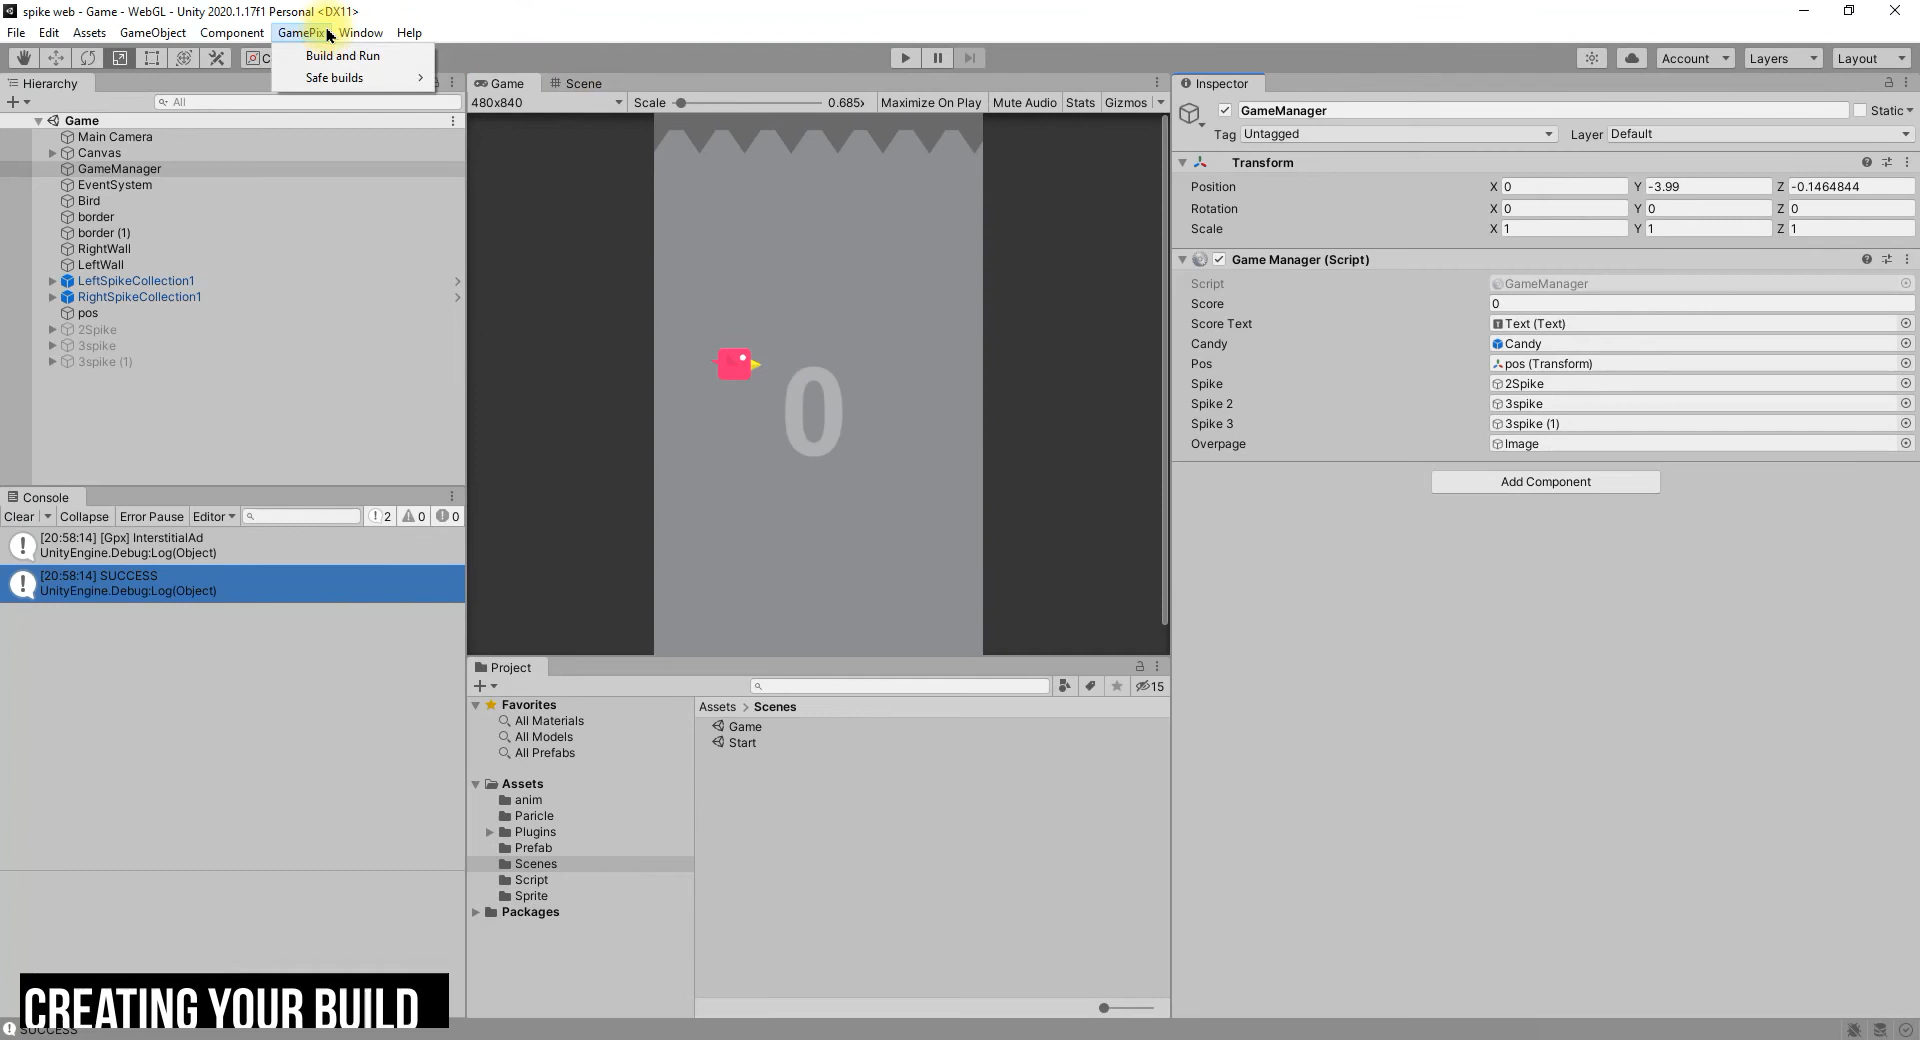 spike web - Game - WebGL - Unity 2020.1.17f1 Personal <DX11>
File Edit Assets GameObject Component GamePix Window Help
Build and Run
Safe builds
Account
Layers
Layout
Hierarchy
All
Game
Main Camera
Canvas
GameManager
EventSystem
Bird
border
border (1)
RightWall
LeftWall
LeftSpikeCollection1
RightSpikeCollection1
pos
2Spike
3spike
3spike (1)
Console
Clear Collapse Error Pause Editor 2 0 0
[20:58:14] [Gpx] InterstitialAd
UnityEngine.Debug:Log(Object)
[20:58:14] SUCCESS
UnityEngine.Debug:Log(Object)
Game Scene
480x840 Scale 0.685x Maximize On Play Mute Audio Stats Gizmos
0
Project
15
Favorites
All Materials
All Models
All Prefabs
Assets
anim
Paricle
Plugins
Prefab
Scenes
Script
Sprite
Packages
Assets > Scenes
Game
Start
Inspector
GameManager Static
Tag Untagged Layer Default
Transform
Position X 0 Y -3.99 Z -0.1464844
Rotation X 0 Y 0 Z 0
Scale X 1 Y 1 Z 1
Game Manager (Script)
Script GameManager
Score 0
Score Text Text (Text)
Candy Candy
Pos pos (Transform)
Spike 2Spike
Spike 2 3spike
Spike 3 3spike (1)
Overpage Image
Add Component
CREATING YOUR BUILD
SUCCESS